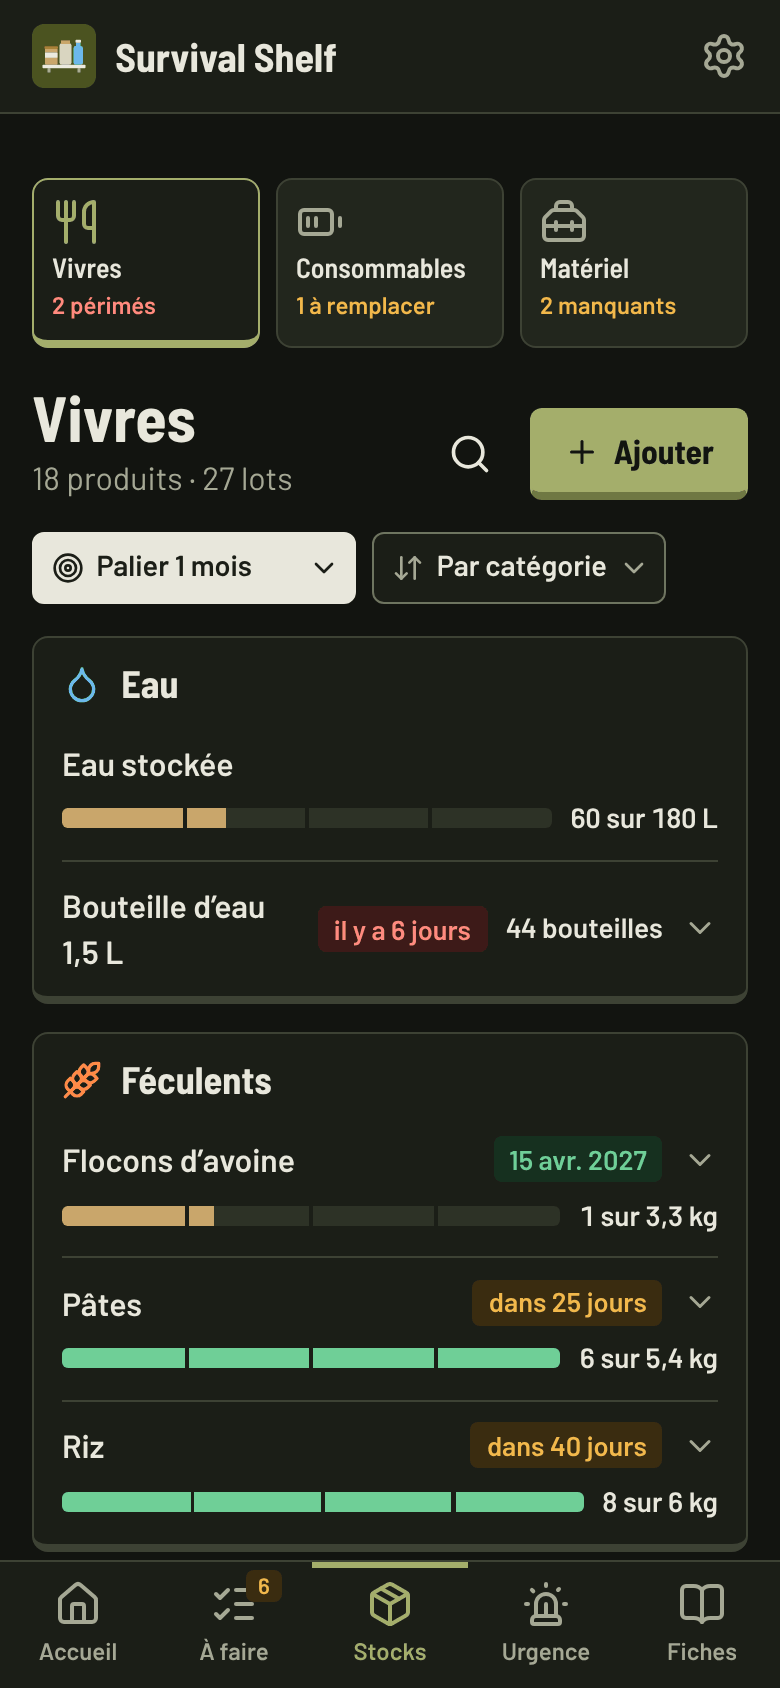 Survival Shelf
Vivres
2 périmés
Consommables
1 à remplacer
Matériel
2 manquants
Vivres
18 produits · 27 lots
Ajouter
Palier 1 mois
Par catégorie
Eau
Eau stockée
60 sur 180 L
Bouteille d’eau
1,5 L
il y a 6 jours
44 bouteilles
Féculents
Flocons d’avoine
15 avr. 2027
1 sur 3,3 kg
Pâtes
dans 25 jours
6 sur 5,4 kg
Riz
dans 40 jours
8 sur 6 kg
Accueil
6
À faire
Stocks
Urgence
Fiches